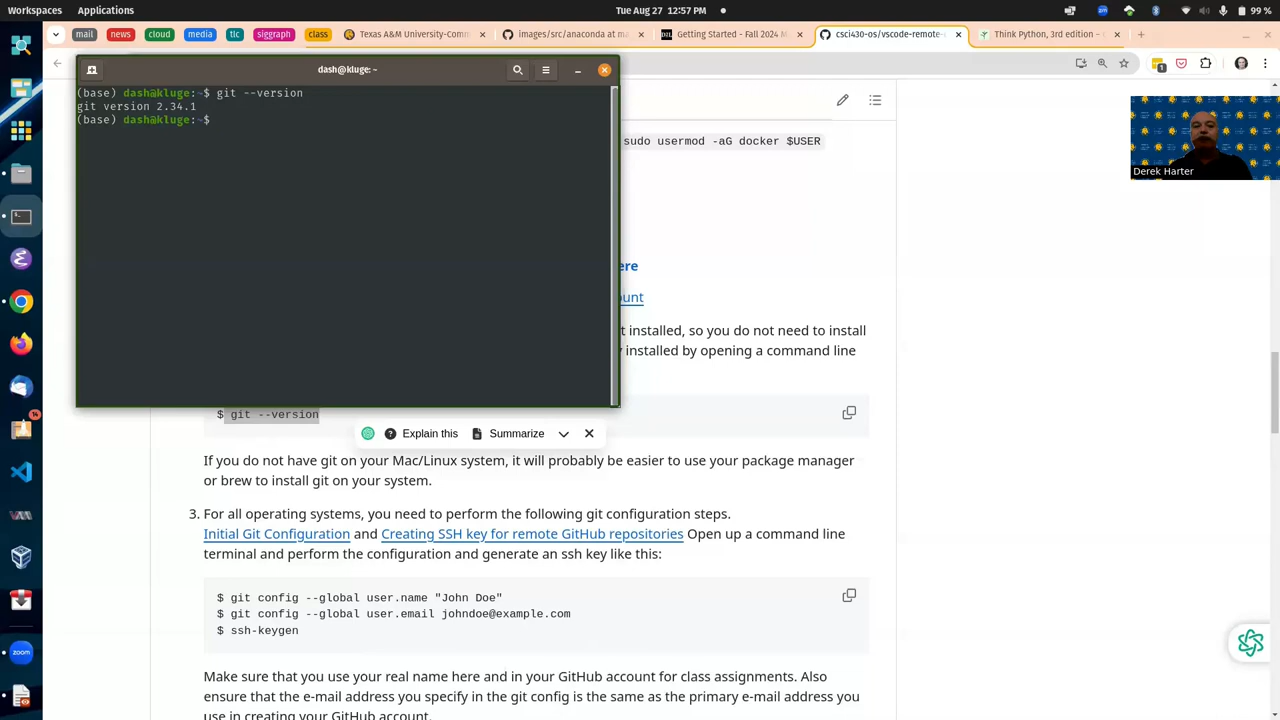 Workspaces Applications Tue Aug 27 12:57 PM 99 %
mail news cloud media tlc siggraph class Texas A&M University-Comm images/src/anaconda at m Getting Started - Fall 2024 M csci430-os/vscode-remote- Think Python, 3rd edition –
dash@kluge: ~
(base) dash@kluge:~$ git --version
git version 2.34.1
(base) dash@kluge:~$
sudo usermod -aG docker $USER
Derek Harter
ere
ount
t installed, so you do not need to install
y installed by opening a command line
$ git --version
Explain this Summarize
If you do not have git on your Mac/Linux system, it will probably be easier to use your package manager
or brew to install git on your system.
3. For all operating systems, you need to perform the following git configuration steps.
Initial Git Configuration and Creating SSH key for remote GitHub repositories Open up a command line
terminal and perform the configuration and generate an ssh key like this:
$ git config --global user.name "John Doe"
$ git config --global user.email johndoe@example.com
$ ssh-keygen
Make sure that you use your real name here and in your GitHub account for class assignments. Also
ensure that the e-mail address you specify in the git config is the same as the primary e-mail address you
use in creating your GitHub account.
14
zoom